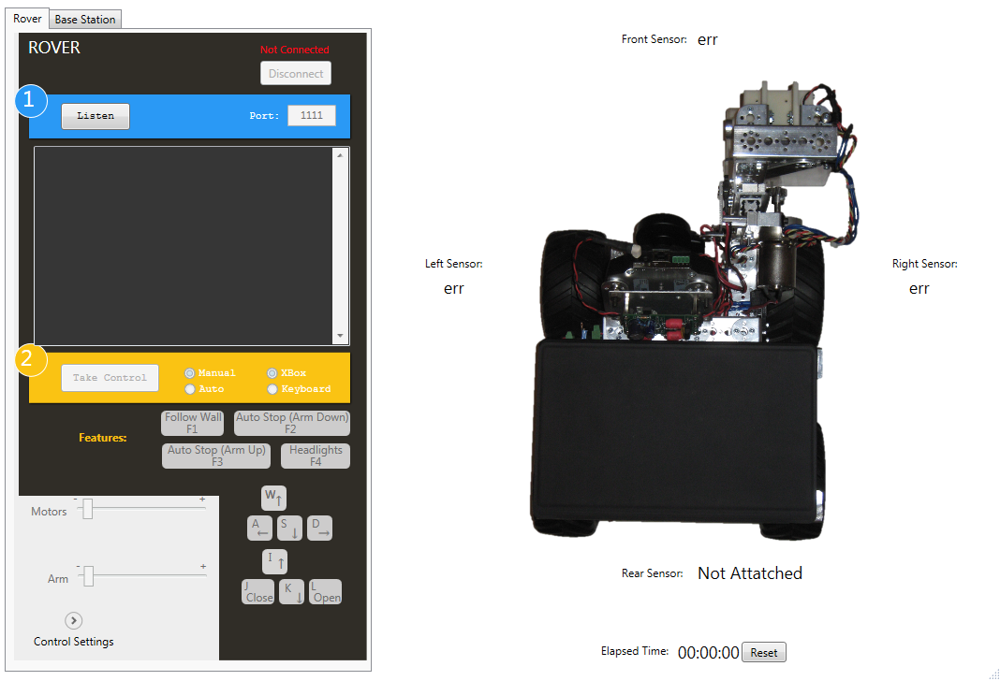 Rover
Base Station
ROVER
Not Connected
Disconnect
1
Listen
Port:
1111
2
Take Control
Manual
XBox
Auto
Keyboard
Features:
Follow Wall
F1
Auto Stop (Arm Down)
F2
Auto Stop (Arm Up)
F3
Headlights
F4
Motors
-
+
Arm
-
+
Control Settings
W
A
S
D
I
J
Close
K
L
Open
Front Sensor: err
Left Sensor:
err
Right Sensor:
err
Rear Sensor: Not Attatched
Elapsed Time: 00:00:00 Reset